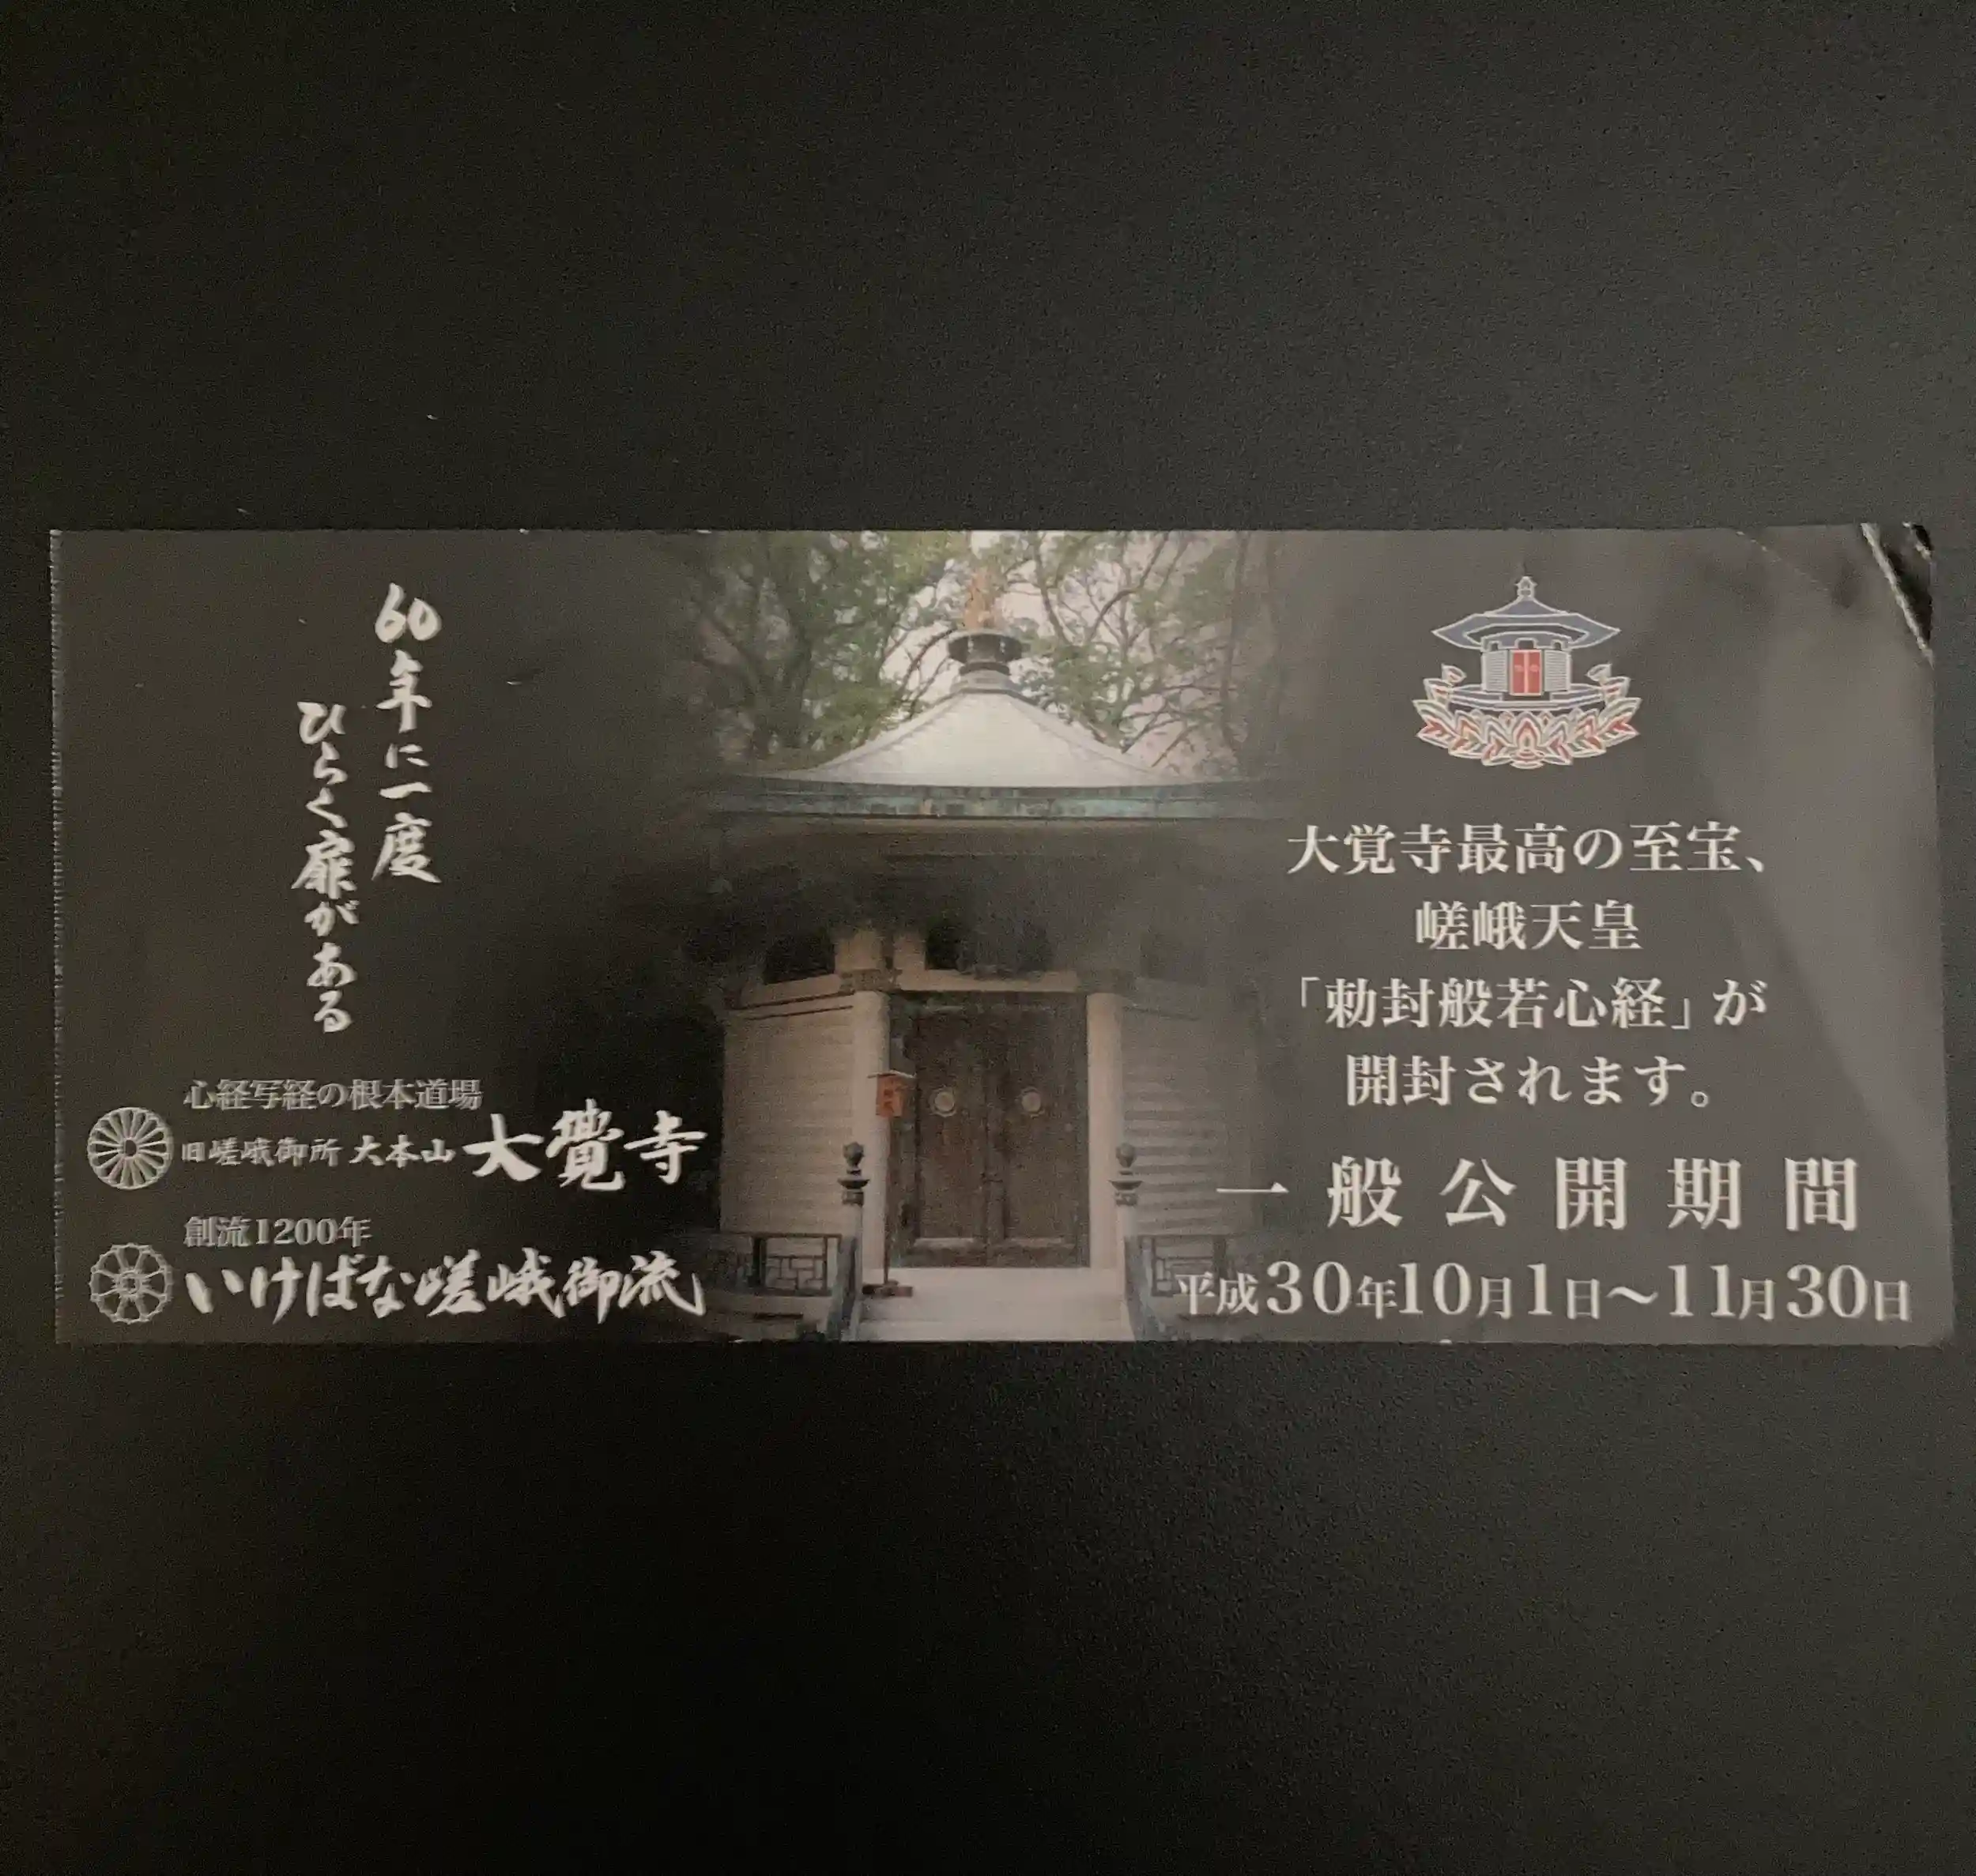 60年に一度
ひらく扉がある
心経写経の根本道場
旧嵯峨御所 大本山 大覺寺
創流1200年
いけばな嵯峨御流
大覚寺最高の至宝、
嵯峨天皇
「勅封般若心経」が
開封されます。
一般公開期間
平成30年10月1日～11月30日